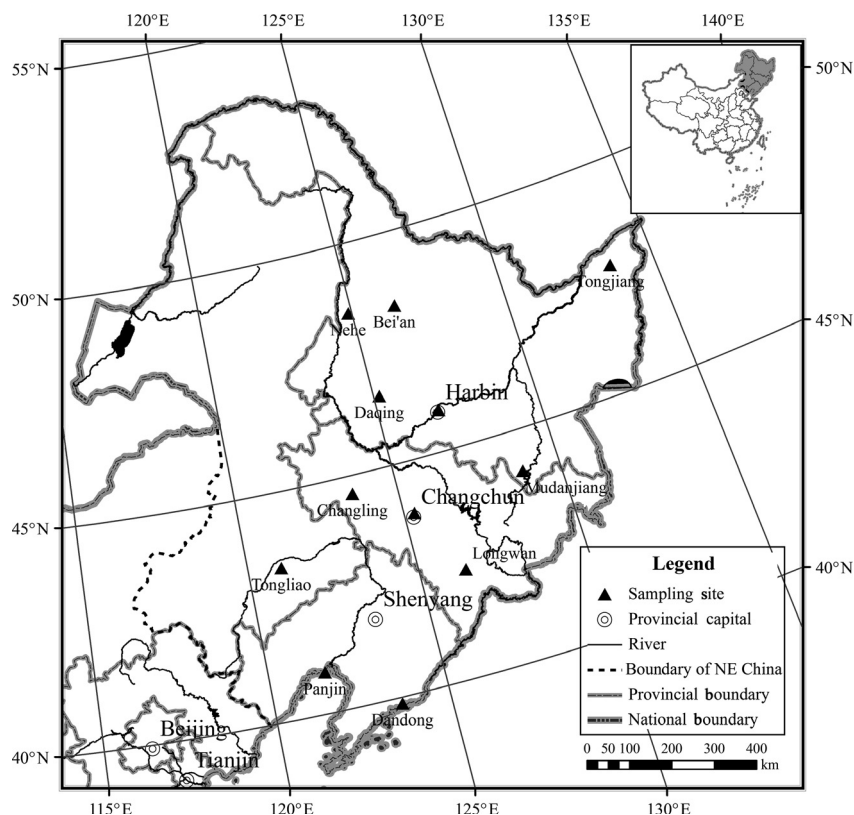 120°E 125°E 130°E 135°E 140°E
55°N
50°N
50°N
45°N
45°N
40°N
40°N
Tongjiang
Nehe
Bei'an
Harbin
Daqing
Mudanjiang
Changchun
Changling
Longwan
Tongliao
Shenyang
Panjin
Dandong
Beijing
Tianjin
Legend
Sampling site
Provincial capital
River
Boundary of NE China
Provincial boundary
National boundary
0 50 100 200 300 400
km
115°E 120°E 125°E 130°E